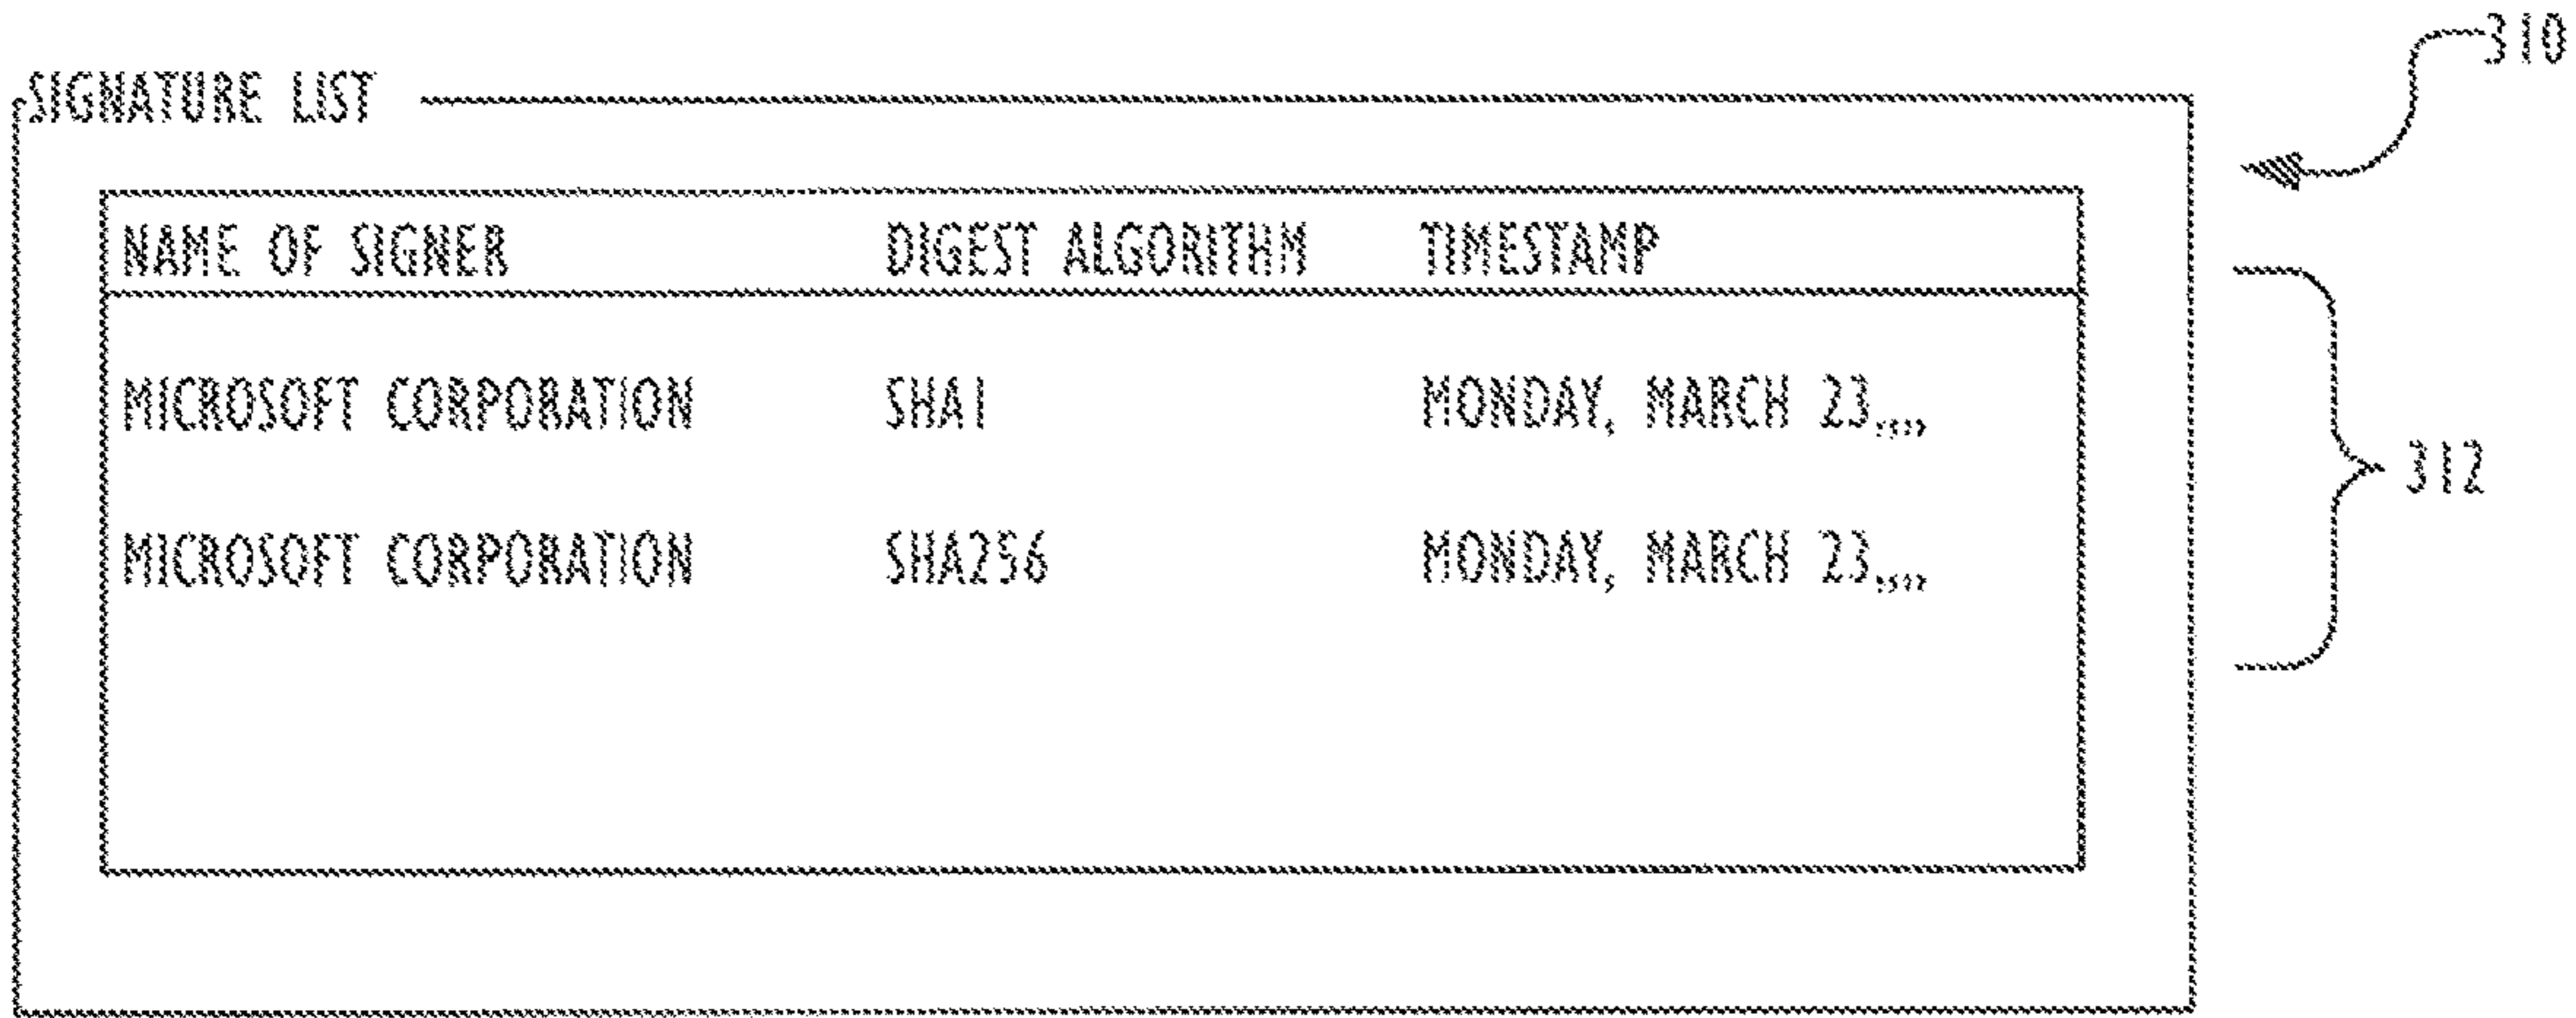 310
SIGNATURE LIST
NAME OF SIGNER DIGEST ALGORITHM TIMESTAMP
MICROSOFT CORPORATION SHA1 MONDAY, MARCH 23,,,,,
312
MICROSOFT CORPORATION SHA256 MONDAY, MARCH 23,,,,,